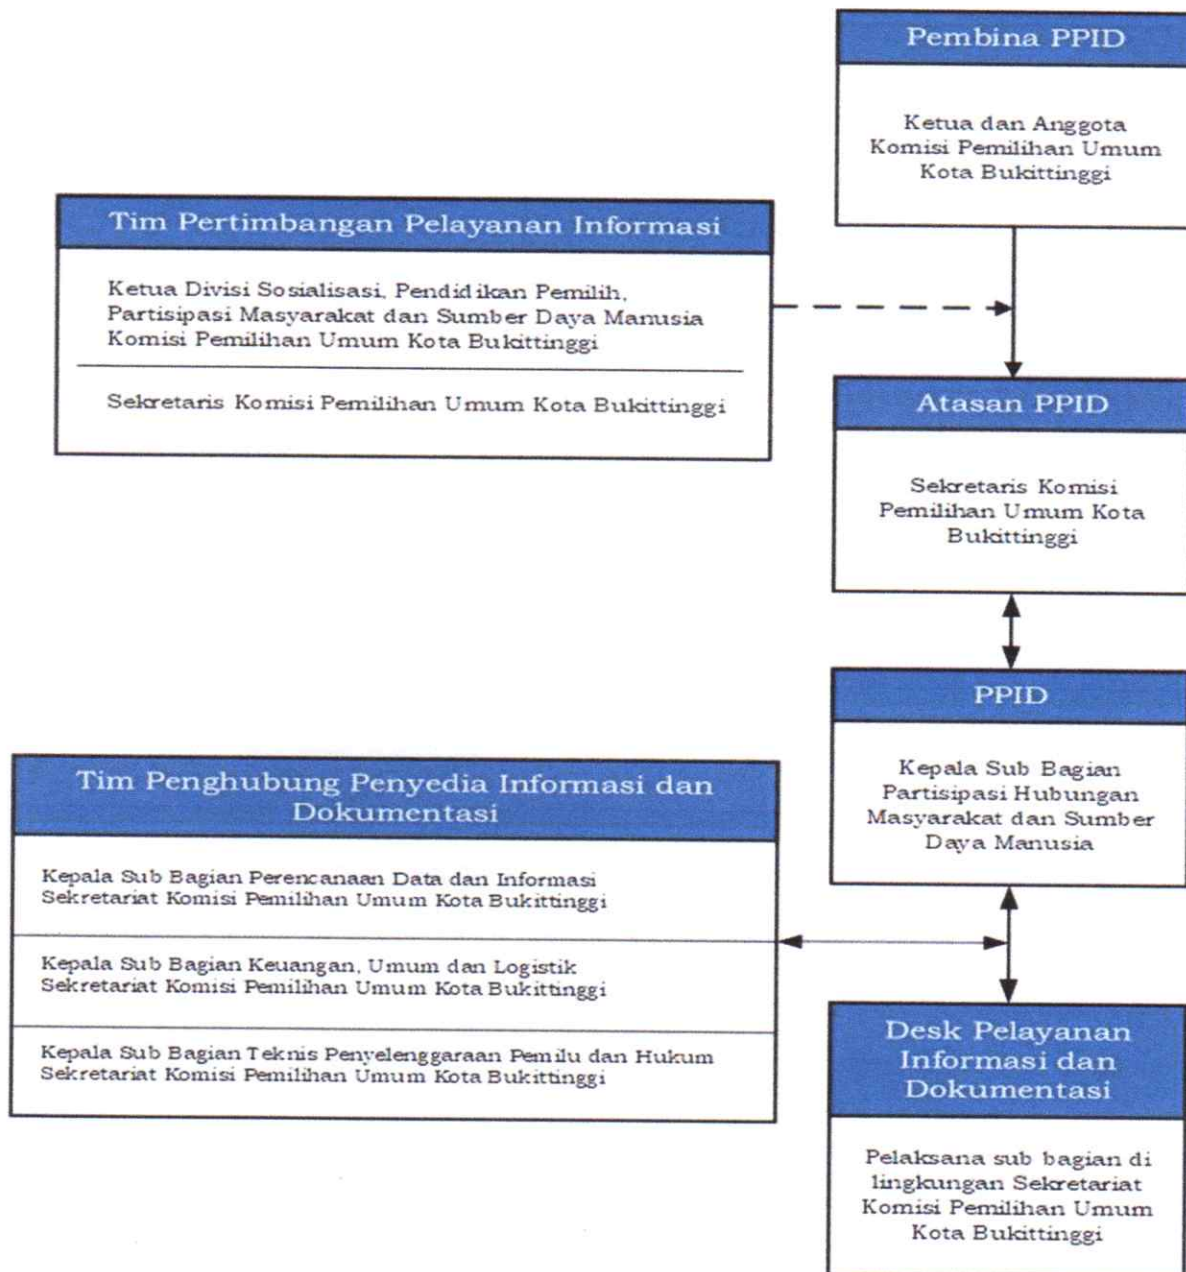 Pembina PPID
Ketua dan Anggota
Komisi Pemilihan Umum
Kota Bukittinggi
Tim Pertimbangan Pelayanan Informasi
Ketua Divisi Sosialisasi, Pendidikan Pemilih,
Partisipasi Masyarakat dan Sumber Daya Manusia
Komisi Pemilihan Umum Kota Bukittinggi
Sekretaris Komisi Pemilihan Umum Kota Bukittinggi
Atasan PPID
Sekretaris Komisi
Pemilihan Umum Kota
Bukittinggi
PPID
Kepala Sub Bagian
Partisipasi Hubungan
Masyarakat dan Sumber
Daya Manusia
Tim Penghubung Penyedia Informasi dan
Dokumentasi
Kepala Sub Bagian Perencanaan Data dan Informasi
Sekretariat Komisi Pemilihan Umum Kota Bukittinggi
Kepala Sub Bagian Keuangan, Umum dan Logistik
Sekretariat Komisi Pemilihan Umum Kota Bukittinggi
Kepala Sub Bagian Teknis Penyelenggaraan Pemilu dan Hukum
Sekretariat Komisi Pemilihan Umum Kota Bukittinggi
Desk Pelayanan
Informasi dan
Dokumentasi
Pelaksana sub bagian di
lingkungan Sekretariat
Komisi Pemilihan Umum
Kota Bukittinggi